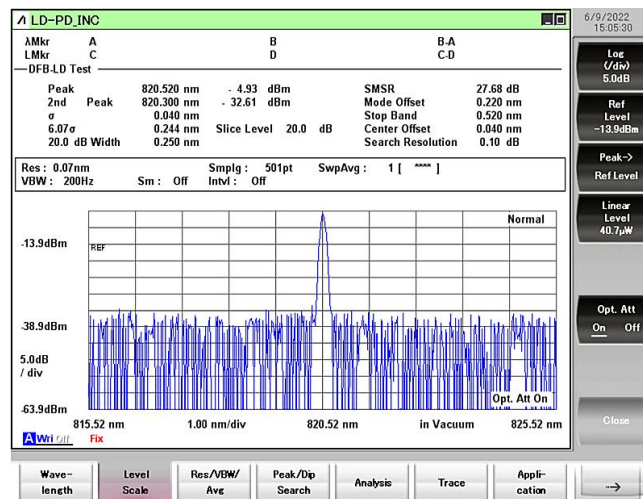 LD-PD_INC
6/9/2022
15:05:30
λMkr A B B-A
LMkr C D C-D
DFB-LD Test
Peak 820.520 nm - 4.93 dBm SMSR 27.68 dB
2nd Peak 820.300 nm - 32.61 dBm Mode Offset 0.220 nm
σ 0.040 nm Stop Band 0.520 nm
6.07σ 0.244 nm Slice Level 20.0 dB Center Offset 0.040 nm
20.0 dB Width 0.250 nm Search Resolution 0.10 dB
Res : 0.07nm Smplg : 501pt SwpAvg : 1 [ **** ]
VBW : 200Hz Sm : Off Intvl : Off
Normal
-13.9dBm
REF
-38.9dBm
5.0dB
/ div
Opt. Att On
-63.9dBm
815.52 nm 1.00 nm/div 820.52 nm in Vacuum 825.52 nm
A Wri Off Fix
Log
(/div)
5.0dB
Ref
Level
-13.9dBm
Peak->
Ref Level
Linear
Level
40.7µW
Opt. Att
On Off
Close
Wave-
length
Level
Scale
Res/VBW/
Avg
Peak/Dip
Search
Analysis
Trace
Appli-
cation